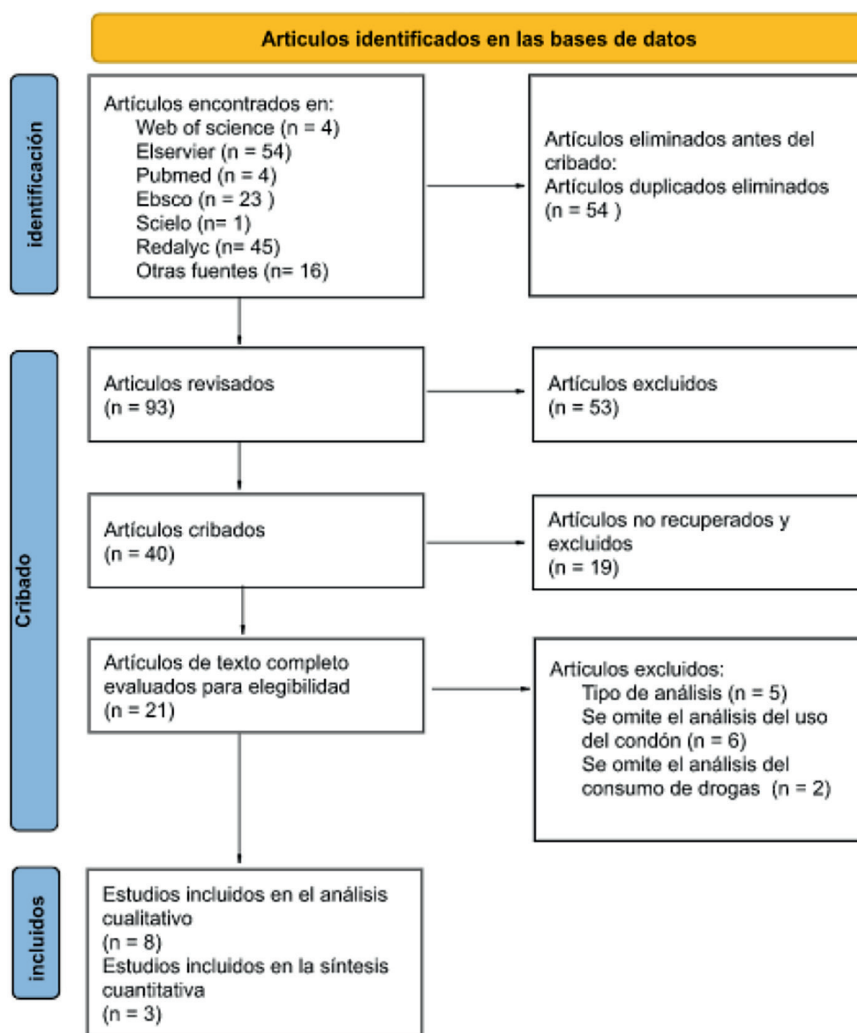 Articulos identificados en las bases de datos
identificación
Artículos encontrados en:
Web of science (n = 4)
Elservier (n = 54)
Pubmed (n = 4)
Ebsco (n = 23 )
Scielo (n= 1)
Redalyc (n= 45)
Otras fuentes (n= 16)
Artículos eliminados antes del
cribado:
Artículos duplicados eliminados
(n = 54 )
Cribado
Articulos revisados
(n = 93)
Artículos excluidos
(n = 53)
Artículos cribados
(n = 40)
Artículos no recuperados y
excluidos
(n = 19)
Artículos de texto completo
evaluados para elegibilidad
(n = 21)
Artículos excluidos:
Tipo de análisis (n = 5)
Se omite el análisis del uso
del condón (n = 6)
Se omite el análisis del
consumo de drogas (n = 2)
incluidos
Estudios incluidos en el análisis
cualitativo
(n = 8)
Estudios incluidos en la síntesis
cuantitativa
(n = 3)